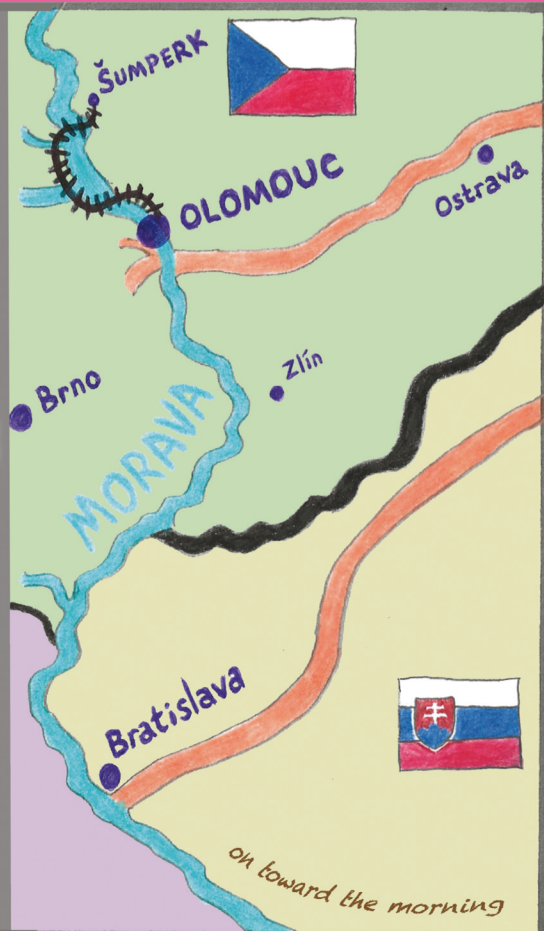 ŠUMPERK
OLOMOUC
Ostrava
Zlín
Brno
MORAVA
Bratislava
on toward the morning